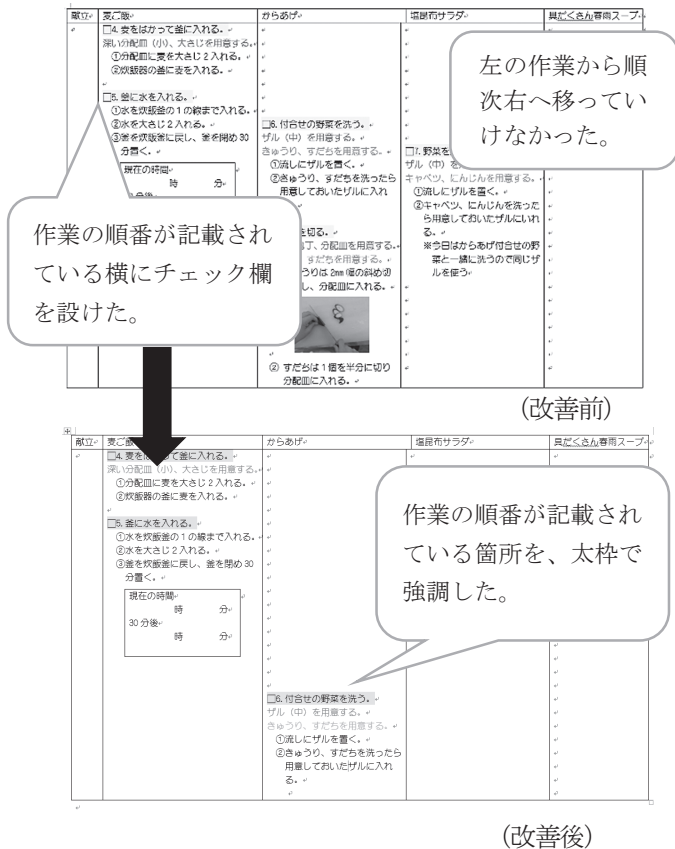 献立 麦ご飯 からあげ 塩昆布サラダ 具だくさん春雨スープ
□4. 麦をはかって釜に入れる。
深い分配皿（小）、大さじを用意する。
①分配皿に麦を大さじ2入れる。
②炊飯器の釜に麦を入れる。
□5. 釜に水を入れる。
①水を炊飯釜の1の線まで入れる。
②水を大さじ2入れる。
③釜を炊飯釜に戻し、釜を閉め30
分置く。
現在の時間
時 分
分後
□6. 付合せの野菜を洗う。
ザル（中）を用意する。
きゅうり、すだちを用意する。
①流しにザルを置く。
②きゅうり、すだちを洗ったら
用意しておいたザルに入れ
を切る。
丁、分配皿を用意する。
すだちを用意する。
うりは2mm幅の斜め切
し、分配皿に入れる。
② すだちは1個を半分に切り
分配皿に入れる。
□7. 野菜を
ザル（中）を
キャベツ、にんじんを用意する。
①流しにザルを置く。
②キャベツ、にんじんを洗った
ら用意しておいたザルにいれ
る。
※今日はからあげ付合せの野
菜と一緒に洗うので同じザ
ルを使う
左の作業から順
次右へ移ってい
けなかった。
作業の順番が記載され
ている横にチェック欄
を設けた。
(改善前)
献立 麦ご飯 からあげ 塩昆布サラダ 具だくさん春雨スープ
□4. 麦をはかって釜に入れる。
深い分配皿（小）、大さじを用意する。
①分配皿に麦を大さじ2入れる。
②炊飯器の釜に麦を入れる。
□5. 釜に水を入れる。
①水を炊飯釜の1の線まで入れる。
②水を大さじ2入れる。
③釜を炊飯釜に戻し、釜を閉め30
分置く。
現在の時間
時 分
30分後
時 分
□6. 付合せの野菜を洗う。
ザル（中）を用意する。
きゅうり、すだちを用意する。
①流しにザルを置く。
②きゅうり、すだちを洗ったら
用意しておいたザルに入れ
る。
作業の順番が記載され
ている箇所を、太枠で
強調した。
(改善後)